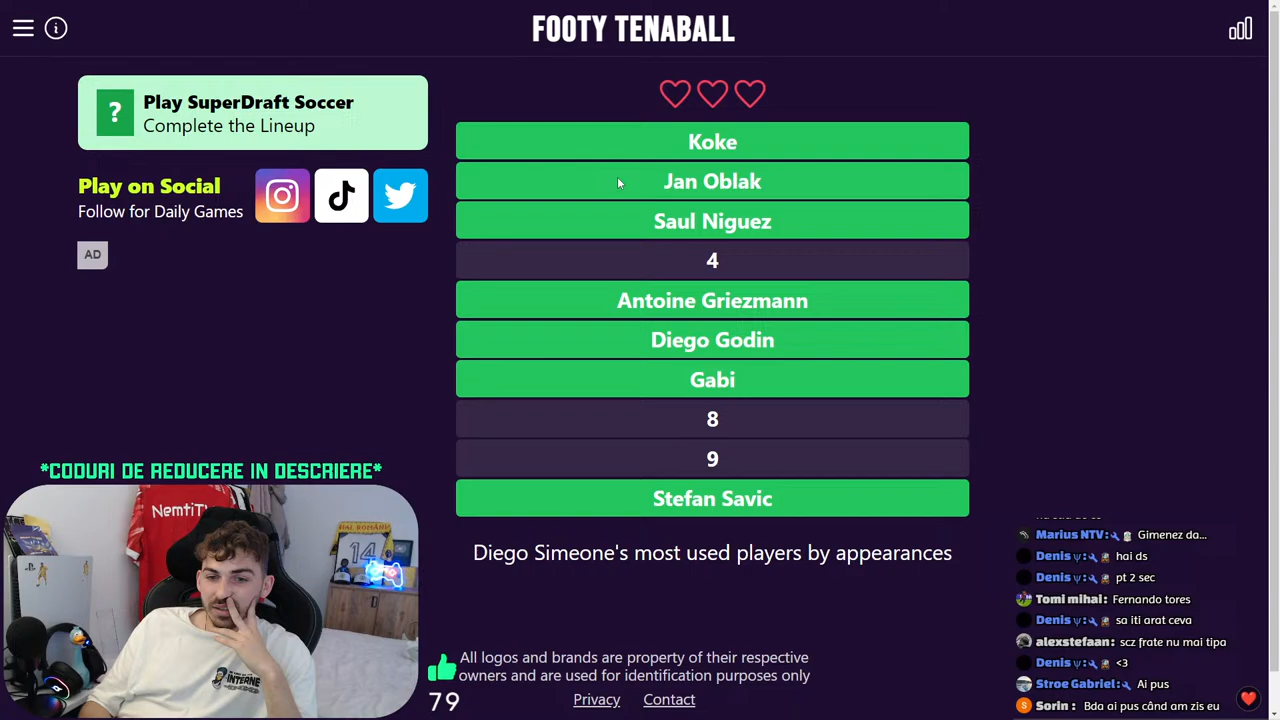 FOOTY TENABALL
?
Play SuperDraft Soccer
Complete the Lineup
Play on Social
Follow for Daily Games
AD
Koke
Jan Oblak
Saul Niguez
4
Antoine Griezmann
Diego Godin
Gabi
8
9
Stefan Savic
Diego Simeone's most used players by appearances
*CODURI DE REDUCERE IN DESCRIERE*
14
INTERNE
79
All logos and brands are property of their respective
owners and are used for identification purposes only
Privacy
Contact
Marius NTV: Gimenez da...
Denis: hai ds
Denis: pt 2 sec
Tomi mihai: Fernando tores
Denis: sa iti arat ceva
alexstefaan: scz frate nu mai tipa
Denis: <3
Stroe Gabriel: Ai pus
Sorin: Bda ai pus când am zis eu